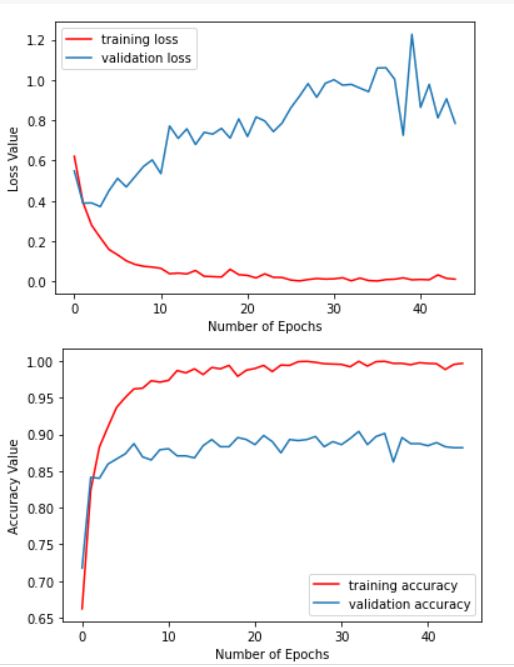 training loss
validation loss
1.2
1.0
0.8
0.6
0.4
0.2
0.0
Loss Value
0 10 20 30 40
Number of Epochs
1.00
0.95
0.90
0.85
0.80
0.75
0.70
0.65
Accuracy Value
training accuracy
validation accuracy
0 10 20 30 40
Number of Epochs